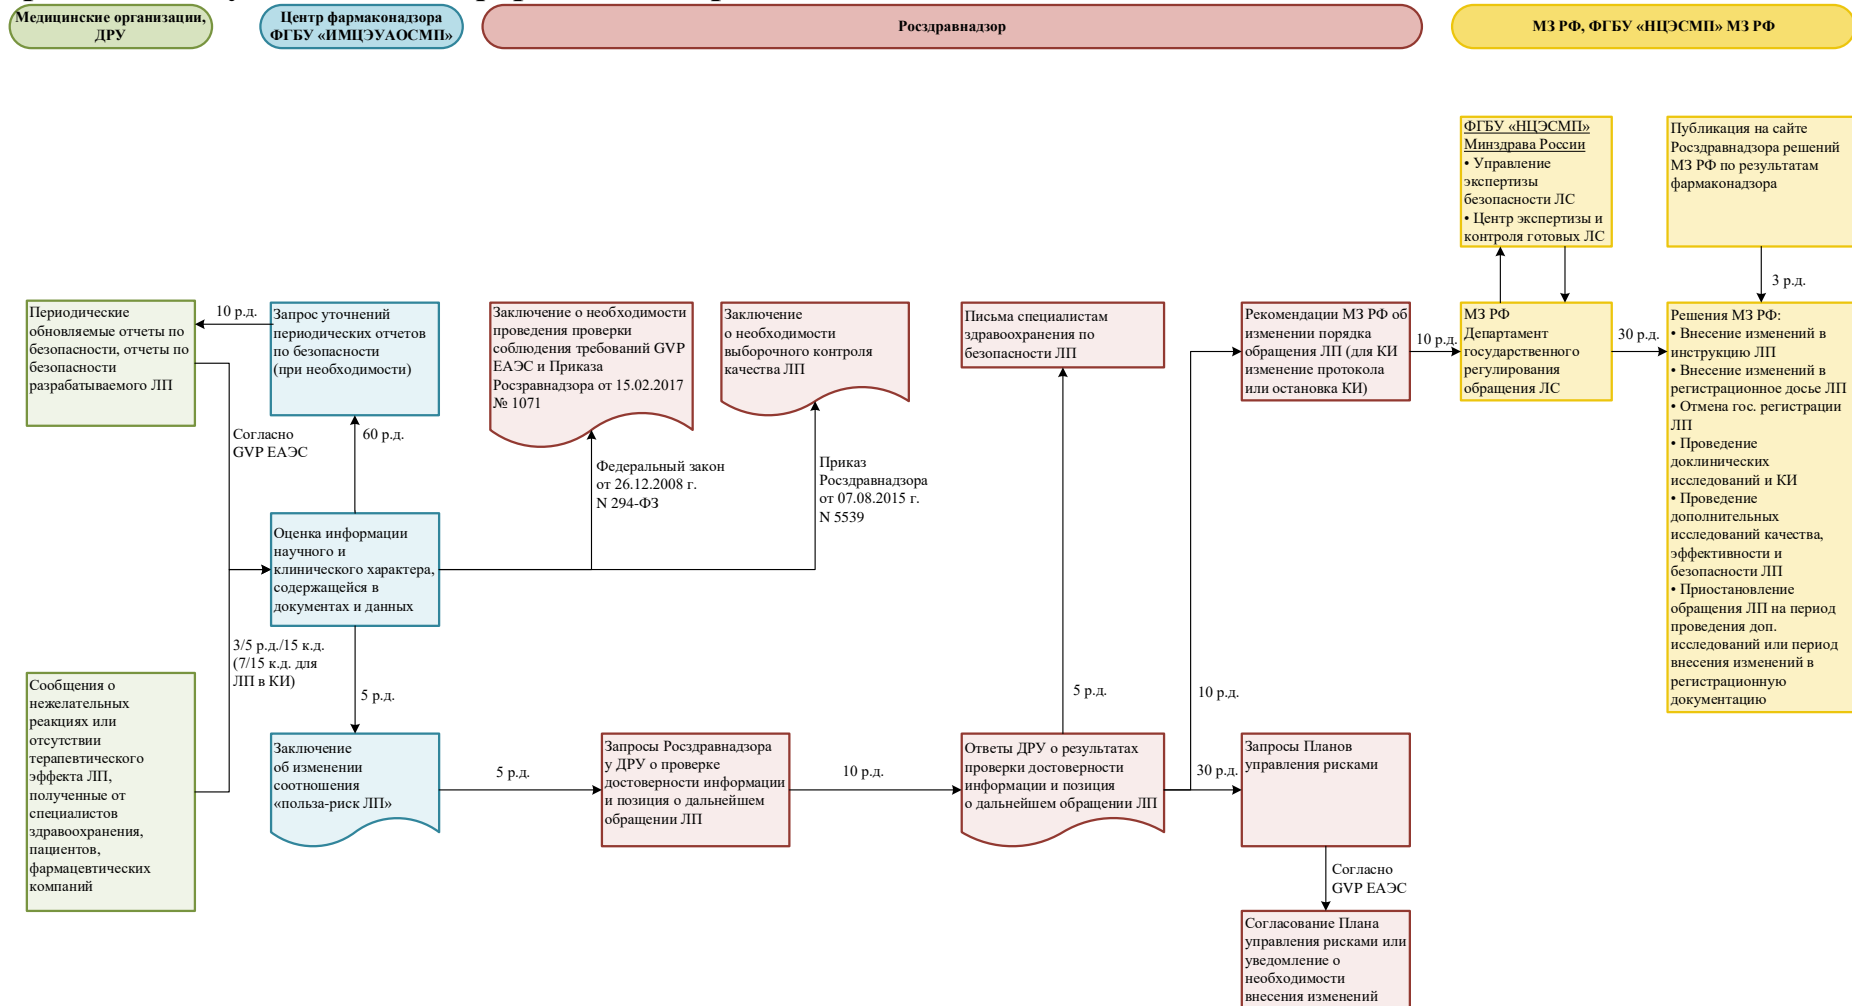 Медицинские организации,
ДРУ
Центр фармаконадзора
ФГБУ «ИМЦЭУАОСМП»
Росздравнадзор
МЗ РФ, ФГБУ «НЦЭСМП» МЗ РФ
ФГБУ «НЦЭСМП»
Минздрава России
• Управление
экспертизы
безопасности ЛС
• Центр экспертизы и
контроля готовых ЛС
Публикация на сайте
Росздравнадзора решений
МЗ РФ по результатам
фармаконадзора
3 р.д.
Периодические
обновляемые отчеты по
безопасности, отчеты по
безопасности
разрабатываемого ЛП
10 р.д.
Запрос уточнений
периодических отчетов
по безопасности
(при необходимости)
Заключение о необходимости
проведения проверки
соблюдения требований GVP
ЕАЭС и Приказа
Росзравнадзора от 15.02.2017
№ 1071
Заключение
о необходимости
выборочного контроля
качества ЛП
Письма специалистам
здравоохранения по
безопасности ЛП
Рекомендации МЗ РФ об
изменении порядка
обращения ЛП (для КИ
изменение протокола
или остановка КИ)
10 р.д.
МЗ РФ
Департамент
государственного
регулирования
обращения ЛС
30 р.д.
Решения МЗ РФ:
• Внесение изменений в
инструкцию ЛП
• Внесение изменений в
регистрационное досье ЛП
• Отмена гос. регистрации
ЛП
• Проведение
доклинических
исследований и КИ
• Проведение
дополнительных
исследований качества,
эффективности и
безопасности ЛП
• Приостановление
обращения ЛП на период
проведения доп.
исследований или период
внесения изменений в
регистрационную
документацию
Согласно
GVP ЕАЭС
60 р.д.
Федеральный закон
от 26.12.2008 г.
N 294-ФЗ
Приказ
Росздравнадзора
от 07.08.2015 г.
N 5539
Оценка информации
научного и
клинического характера,
содержащейся в
документах и данных
3/5 р.д./15 к.д.
(7/15 к.д. для
ЛП в КИ)
5 р.д.
5 р.д.
10 р.д.
Сообщения о
нежелательных
реакциях или
отсутствии
терапевтического
эффекта ЛП,
полученные от
специалистов
здравоохранения,
пациентов,
фармацевтических
компаний
Заключение
об изменении
соотношения
«польза-риск ЛП»
5 р.д.
Запросы Росздравнадзора
у ДРУ о проверке
достоверности информации
и позиция о дальнейшем
обращении ЛП
10 р.д.
Ответы ДРУ о результатах
проверки достоверности
информации и позиция
о дальнейшем обращении ЛП
30 р.д.
Запросы Планов
управления рисками
Согласно
GVP ЕАЭС
Согласование Плана
управления рисками или
уведомление о
необходимости
внесения изменений